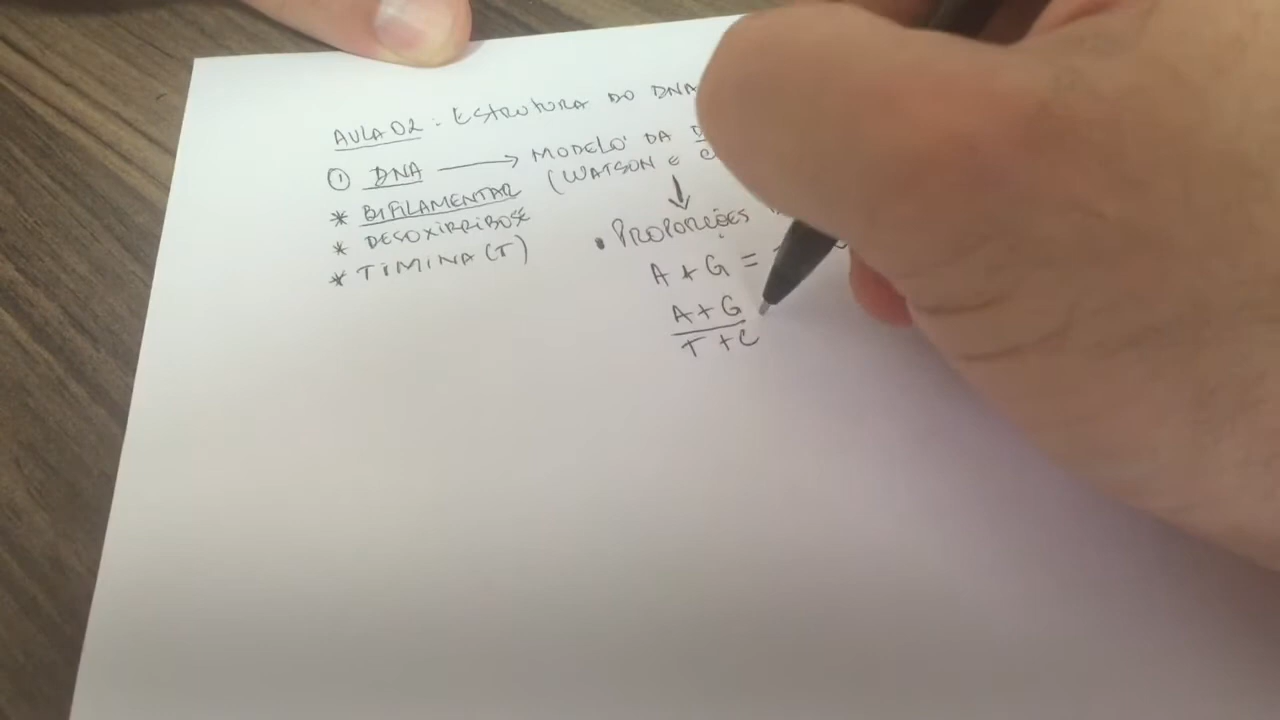 AULA 02: ESTRUTURA DO DNA
① DNA → MODELO DA
* BIFILAMENTAR (WATSON E
* DESOXIRRIBOSE
• PROPORÇÕES
* TIMINA (T)
A + G =
A + G
T + C